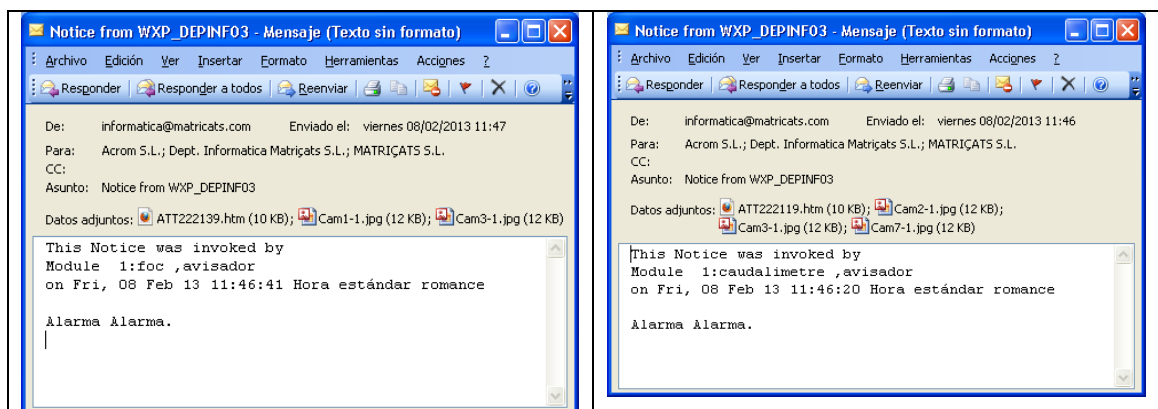 Notice from WXP_DEPINF03 - Mensaje (Texto sin formato)
Archivo Edición Ver Insertar Formato Herramientas Acciones ?
Responder Responder a todos Reenviar
De: informatica@matricats.com Enviado el: viernes 08/02/2013 11:47
Para: Acrom S.L.; Dept. Informatica Matriçats S.L.; MATRIÇATS S.L.
CC:
Asunto: Notice from WXP_DEPINF03
Datos adjuntos: ATT222139.htm (10 KB); Cam1-1.jpg (12 KB); Cam3-1.jpg (12 KB)
This Notice was invoked by
Module 1:foc ,avisador
on Fri, 08 Feb 13 11:46:41 Hora estándar romance
Alarma Alarma.
Notice from WXP_DEPINF03 - Mensaje (Texto sin formato)
Archivo Edición Ver Insertar Formato Herramientas Acciones ?
Responder Responder a todos Reenviar
De: informatica@matricats.com Enviado el: viernes 08/02/2013 11:46
Para: Acrom S.L.; Dept. Informatica Matriçats S.L.; MATRIÇATS S.L.
CC:
Asunto: Notice from WXP_DEPINF03
Datos adjuntos: ATT222119.htm (10 KB); Cam2-1.jpg (12 KB);
Cam3-1.jpg (12 KB); Cam7-1.jpg (12 KB)
This Notice was invoked by
Module 1:caudalimetre ,avisador
on Fri, 08 Feb 13 11:46:20 Hora estándar romance
Alarma Alarma.